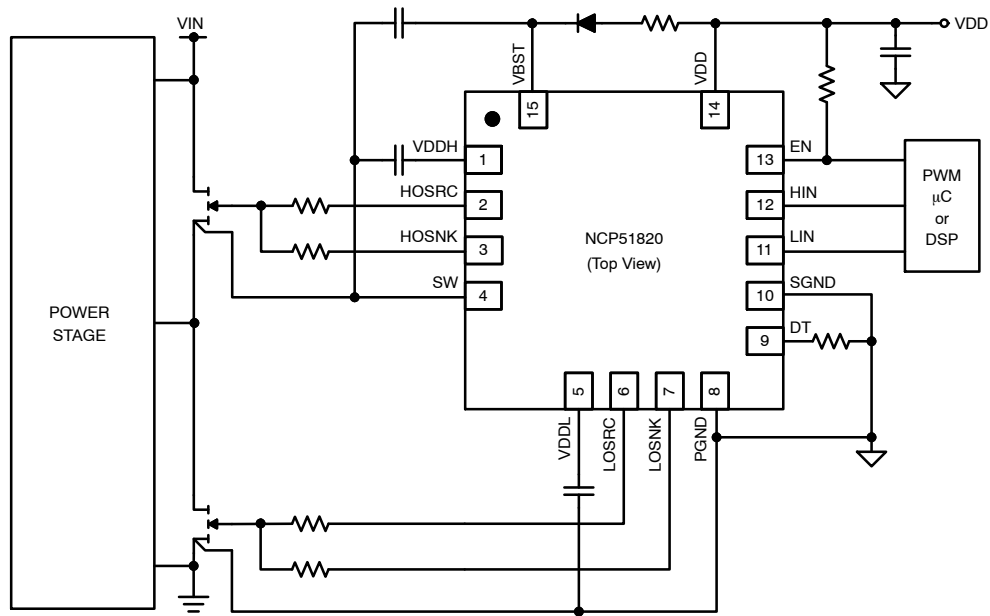 VIN
VDD
VBST
VDD
15
14
VDDH
1
HOSRC
2
HOSNK
3
SW
4
NCP51820
(Top View)
EN
13
HIN
12
LIN
11
SGND
10
DT
9
PWM
μC
or
DSP
POWER
STAGE
5
6
7
8
VDDL
LOSRC
LOSNK
PGND